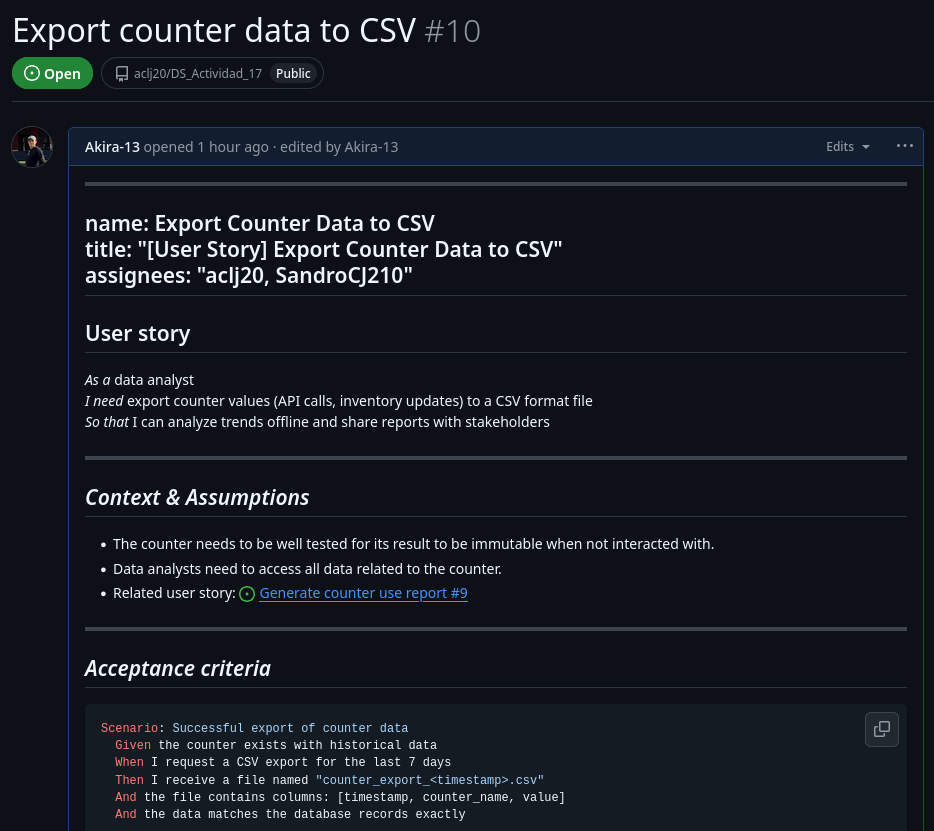 Export counter data to CSV #10
Open
aclj20/DS_Actividad_17 Public
Akira-13 opened 1 hour ago · edited by Akira-13 Edits
name: Export Counter Data to CSV
title: "[User Story] Export Counter Data to CSV"
assignees: "aclj20, SandroCJ210"
User story
As a data analyst
I need export counter values (API calls, inventory updates) to a CSV format file
So that I can analyze trends offline and share reports with stakeholders
Context & Assumptions
• The counter needs to be well tested for its result to be immutable when not interacted with.
• Data analysts need to access all data related to the counter.
• Related user story: Generate counter use report #9
Acceptance criteria
Scenario: Successful export of counter data
Given the counter exists with historical data
When I request a CSV export for the last 7 days
Then I receive a file named "counter_export_<timestamp>.csv"
And the file contains columns: [timestamp, counter_name, value]
And the data matches the database records exactly